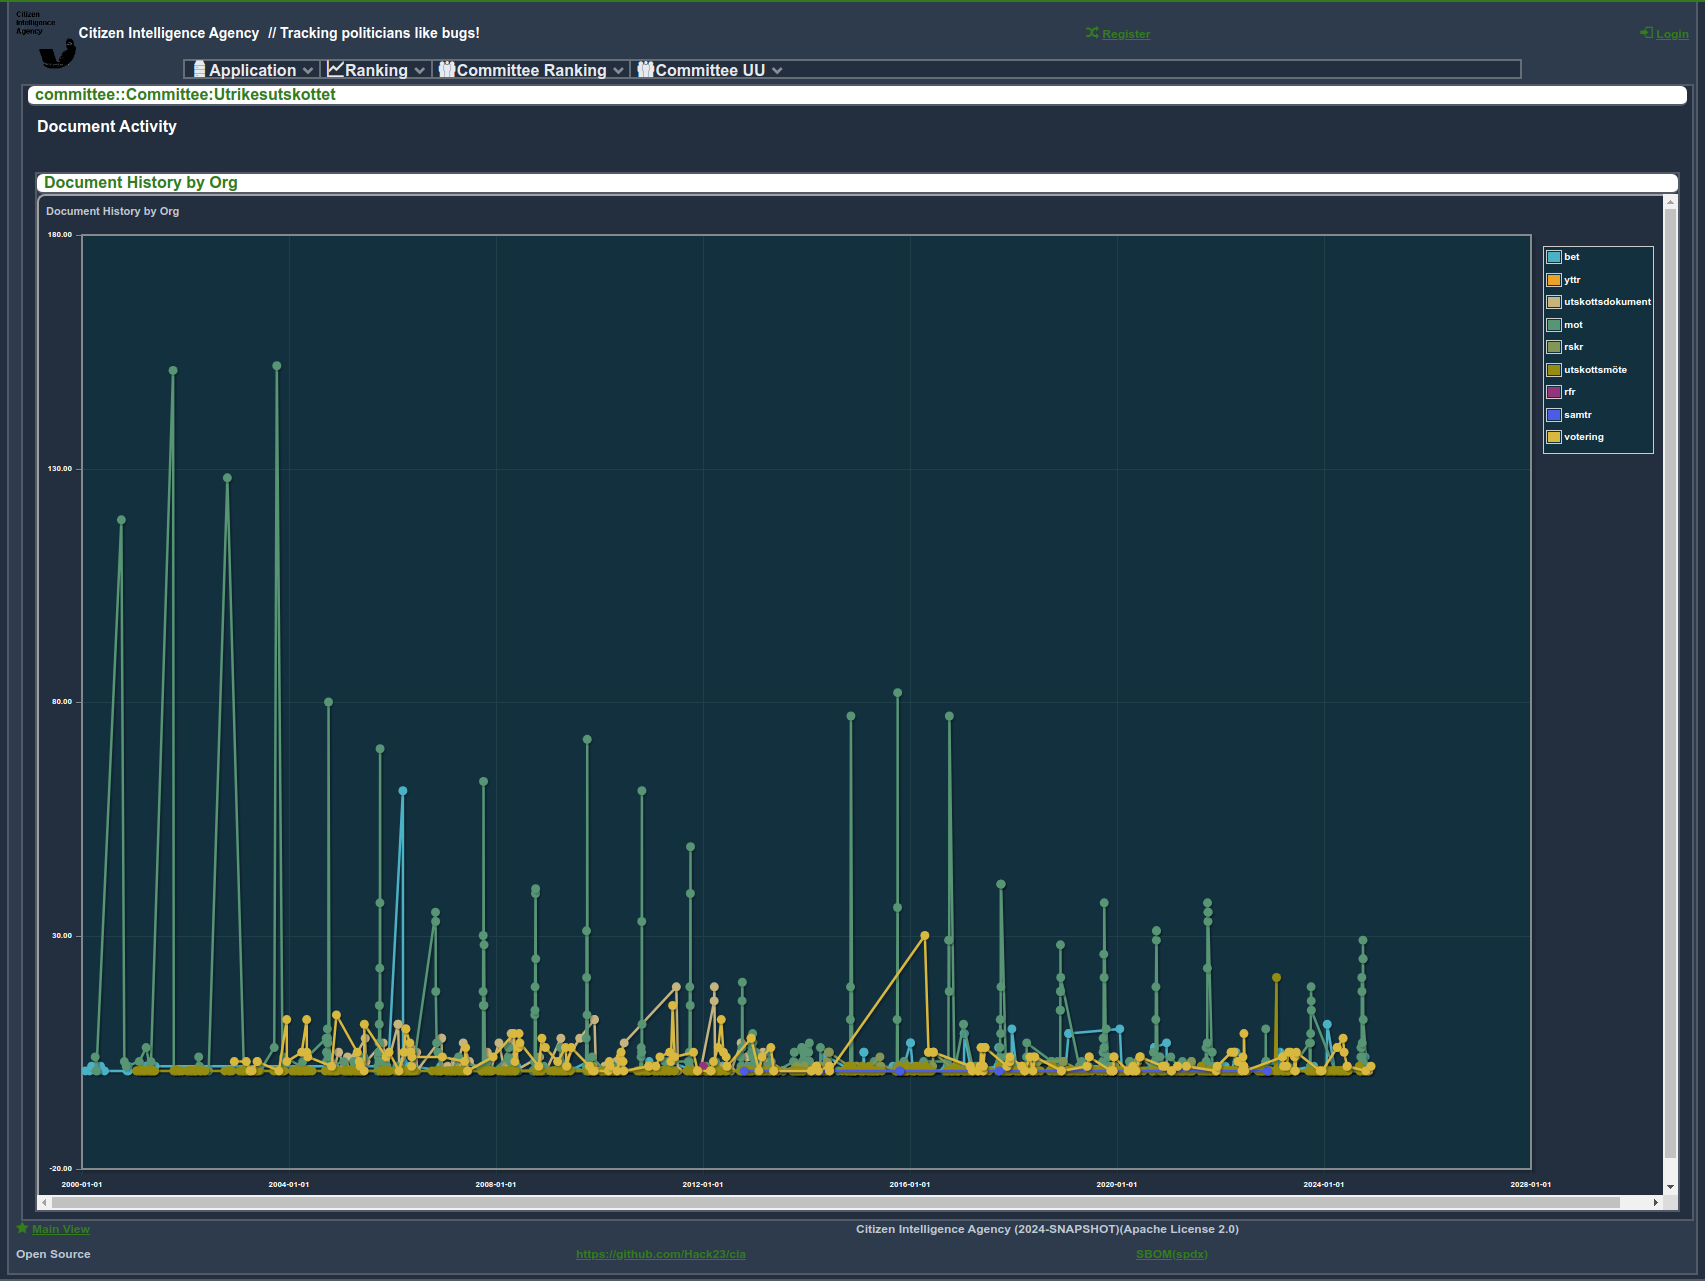 Citizen
Intelligence
Agency
Citizen Intelligence Agency // Tracking politicians like bugs!
Register
Login
Application
Ranking
Committee Ranking
Committee UU
committee::Committee:Utrikesutskottet
Document Activity
Document History by Org
Document History by Org
180.00
130.00
80.00
30.00
-20.00
2000-01-01
2004-01-01
2008-01-01
2012-01-01
2016-01-01
2020-01-01
2024-01-01
2028-01-01
bet
yttr
utskottsdokument
mot
rskr
utskottsmöte
rfr
samtr
votering
Main View
Citizen Intelligence Agency (2024-SNAPSHOT)(Apache License 2.0)
Open Source
https://github.com/Hack23/cia
SBOM(spdx)